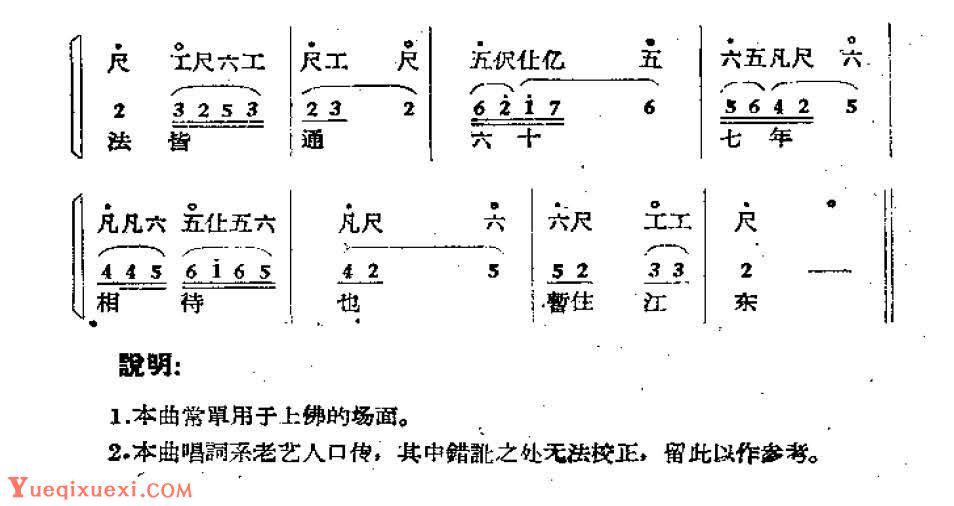 尺 工尺六工 尺工 尺 五伬仩亿 五 六五凡尺 六
2 3 2 5 3 2 3 2 6 2 1 7 6 5 6 4 2 5
法 皆 通 六 十 七 年
凡凡六 五仩五六 凡尺 六 六尺 工工 尺
4 4 5 6 1 6 5 4 2 5 5 2 3 3 2 —
相 待 也 暫住 江 东
說明:
1.本曲常單用于上佛的场面。
2.本曲唱詞系老艺人口传，其中錯訛之处无法校正，留此以作参考。
Yueqixuexi.COM